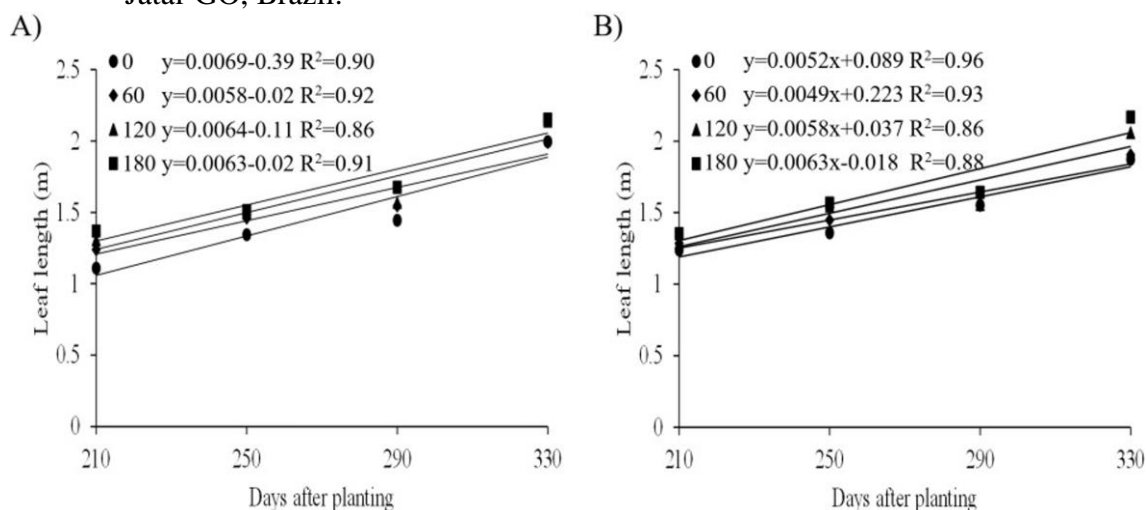 Jataí GO, Brazil.
A)
0 y=0.0069-0.39 R²=0.90
60 y=0.0058-0.02 R²=0.92
120 y=0.0064-0.11 R²=0.86
180 y=0.0063-0.02 R²=0.91
2.5
2
1.5
1
0.5
0
Leaf length (m)
210 250 290 330
Days after planting
B)
0 y=0.0052x+0.089 R²=0.96
60 y=0.0049x+0.223 R²=0.93
120 y=0.0058x+0.037 R²=0.86
180 y=0.0063x-0.018 R²=0.88
2.5
2
1.5
1
0.5
0
Leaf length (m)
210 250 290 330
Days after planting